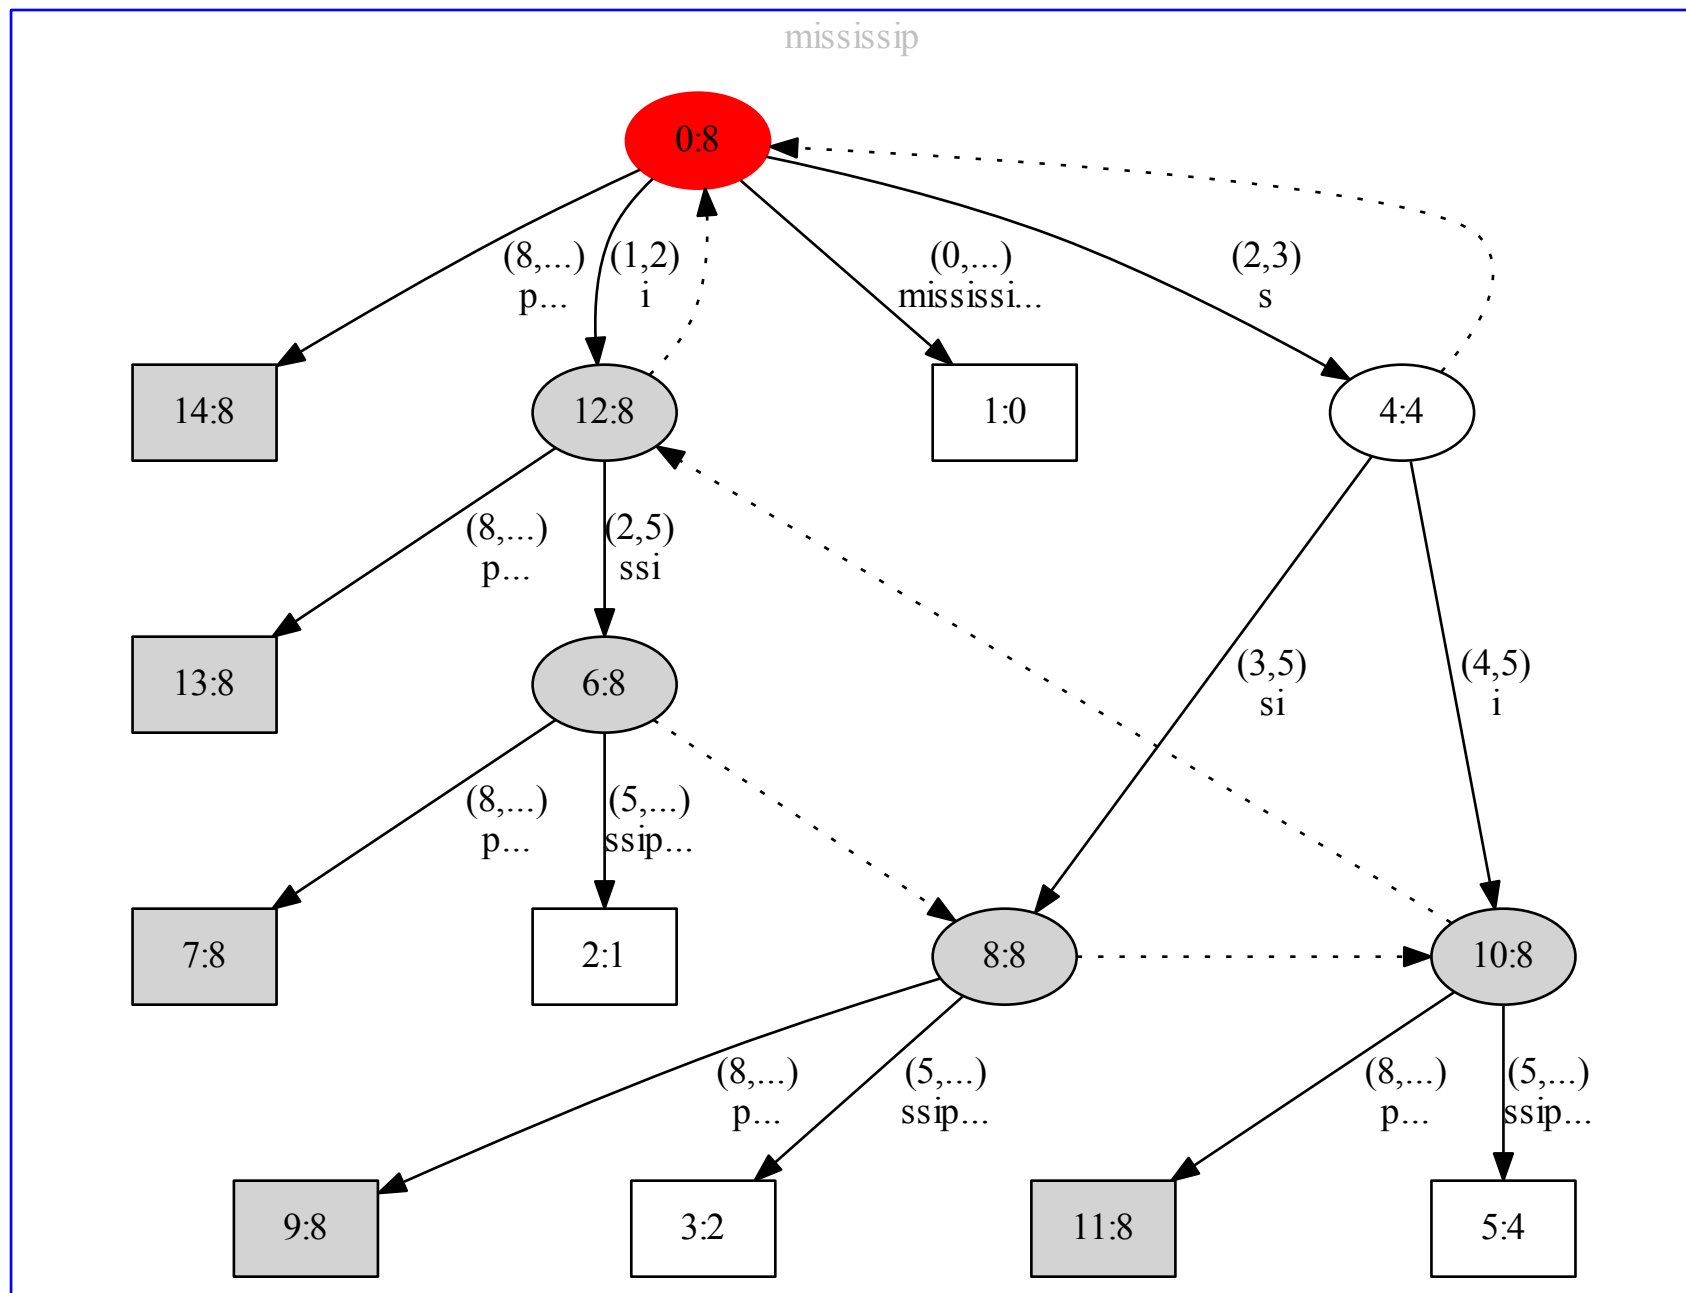 mississip
0:8
(8,...)
p...
(1,2)
i
(0,...)
mississi...
(2,3)
s
14:8
12:8
1:0
4:4
(8,...)
p...
(2,5)
ssi
(3,5)
si
(4,5)
i
13:8
6:8
(8,...)
p...
(5,...)
ssip...
7:8
2:1
8:8
10:8
(8,...)
p...
(5,...)
ssip...
(8,...)
p...
(5,...)
ssip...
9:8
3:2
11:8
5:4